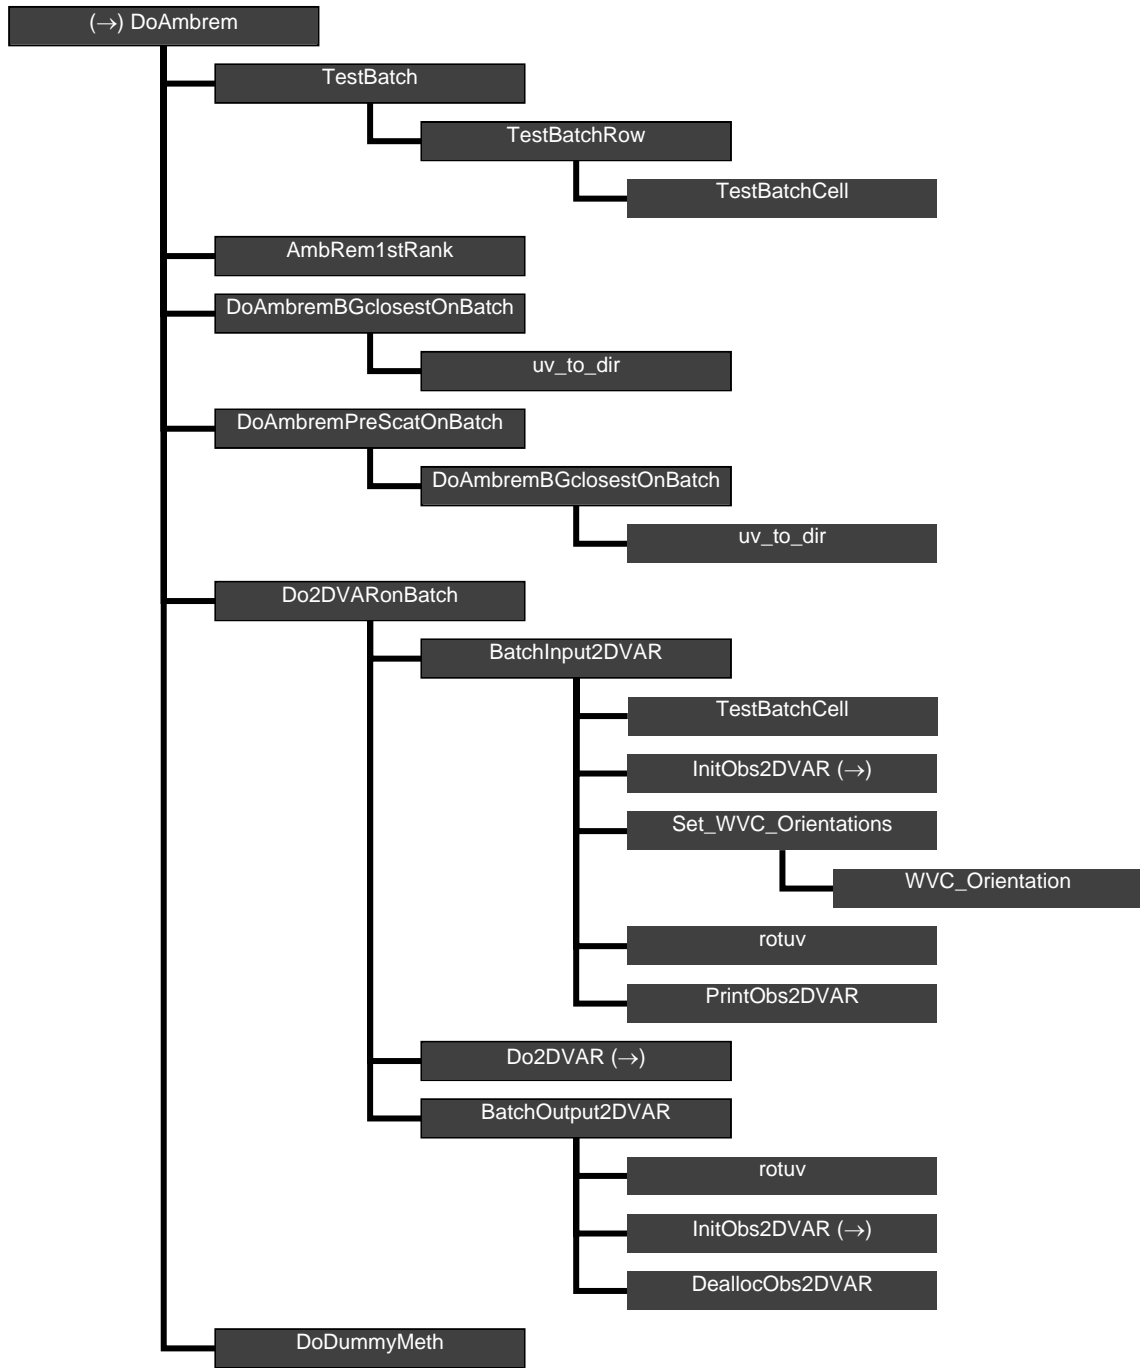 (→) DoAmbrem
TestBatch
TestBatchRow
TestBatchCell
AmbRem1stRank
DoAmbremBGclosestOnBatch
uv_to_dir
DoAmbremPreScatOnBatch
DoAmbremBGclosestOnBatch
uv_to_dir
Do2DVARonBatch
BatchInput2DVAR
TestBatchCell
InitObs2DVAR (→)
Set_WVC_Orientations
WVC_Orientation
rotuv
PrintObs2DVAR
Do2DVAR (→)
BatchOutput2DVAR
rotuv
InitObs2DVAR (→)
DeallocObs2DVAR
DoDummyMeth